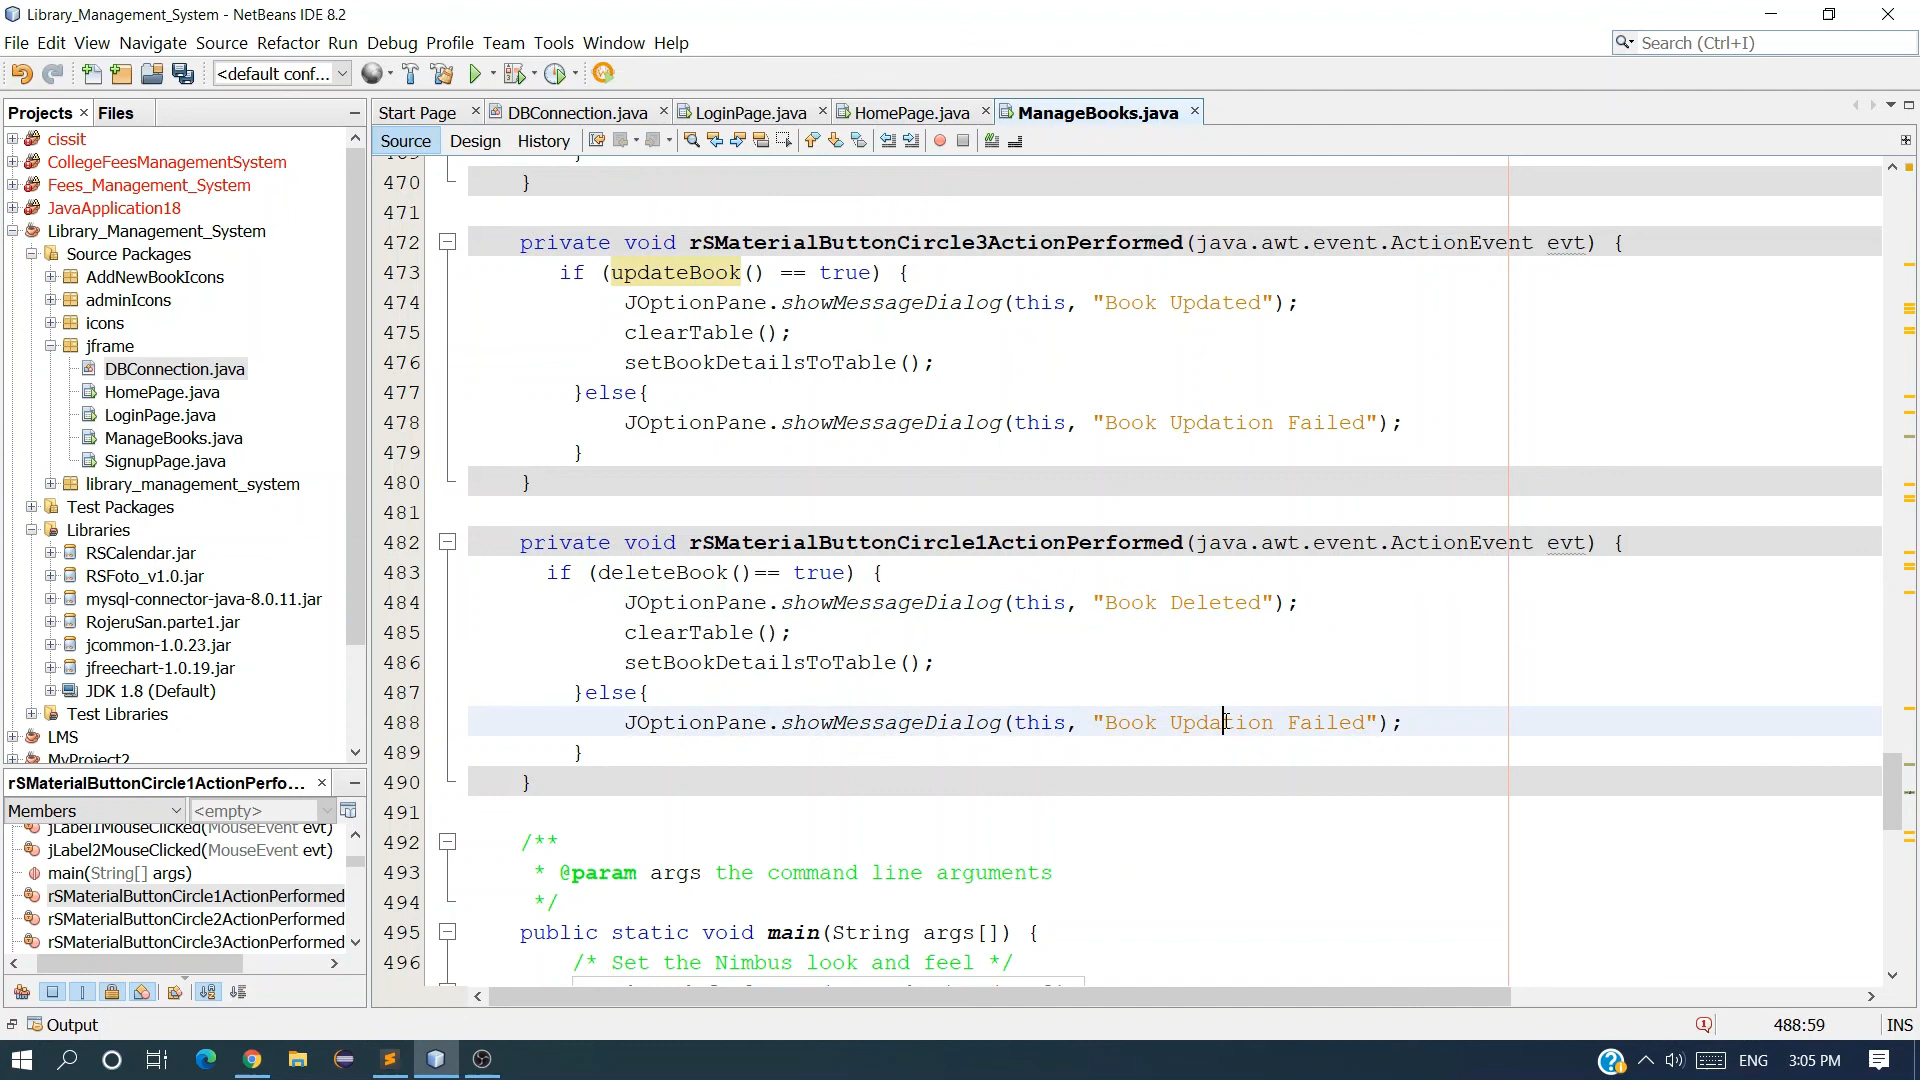 Library_Management_System - NetBeans IDE 8.2
File Edit View Navigate Source Refactor Run Debug Profile Team Tools Window Help
Search (Ctrl+I)
<default conf...
Projects Files
Start Page DBConnection.java LoginPage.java HomePage.java ManageBooks.java
Source Design History
cissit
CollegeFeesManagementSystem
Fees_Management_System
JavaApplication18
Library_Management_System
Source Packages
AddNewBookIcons
adminIcons
icons
jframe
DBConnection.java
HomePage.java
LoginPage.java
ManageBooks.java
SignupPage.java
library_management_system
Test Packages
Libraries
RSCalendar.jar
RSFoto_v1.0.jar
mysql-connector-java-8.0.11.jar
RojeruSan.parte1.jar
jcommon-1.0.23.jar
jfreechart-1.0.19.jar
JDK 1.8 (Default)
Test Libraries
LMS
MyProject2
rSMaterialButtonCircle1ActionPerfo...
Members <empty>
jLabel1MouseClicked(MouseEvent evt)
jLabel2MouseClicked(MouseEvent evt)
main(String[] args)
rSMaterialButtonCircle1ActionPerformed
rSMaterialButtonCircle2ActionPerformed
rSMaterialButtonCircle3ActionPerformed
469 }
470 }
471
472 private void rSMaterialButtonCircle3ActionPerformed(java.awt.event.ActionEvent evt) {
473 if (updateBook() == true) {
474 JOptionPane.showMessageDialog(this, "Book Updated");
475 clearTable();
476 setBookDetailsToTable();
477 }else{
478 JOptionPane.showMessageDialog(this, "Book Updation Failed");
479 }
480 }
481
482 private void rSMaterialButtonCircle1ActionPerformed(java.awt.event.ActionEvent evt) {
483 if (deleteBook()== true) {
484 JOptionPane.showMessageDialog(this, "Book Deleted");
485 clearTable();
486 setBookDetailsToTable();
487 }else{
488 JOptionPane.showMessageDialog(this, "Book Updation Failed");
489 }
490 }
491
492 /**
493 * @param args the command line arguments
494 */
495 public static void main(String args[]) {
496 /* Set the Nimbus look and feel */
Output
488:59 INS
ENG 3:05 PM